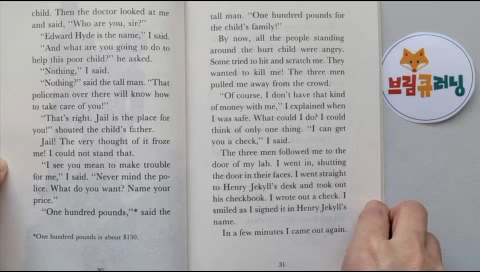 child. Then the doctor looked at me
and said, "Who are you, sir?"
"Edward Hyde is the name," I said.
"And what are you going to do to
help this poor child?" he asked.
"Nothing," I said.
"Nothing?" said the tall man. "That
policeman over there will know how
to take care of you!"
"That's right. Jail is the place for
you!" shouted the child's father.
Jail! The very thought of it froze
me! I could not stand that.
"I see you mean to make trouble
for me," I said. "Never mind the po-
lice. What do you want? Name your
price."
"One hundred pounds,"* said the
*One hundred pounds is about $150.
30
tall man. "One hundred pounds for
the child's family!"
By now, all the people standing
around the hurt child were angry.
Some tried to hit and scratch me. They
wanted to kill me! The three men
pulled me away from the crowd.
"Of course, I don't have that kind
of money with me," I explained when
I was safe. What could I do? I could
think of only one thing. "I can get
you a check," I said.
The three men followed me to the
door of my lab. I went in, shutting
the door in their faces. I went straight
to Henry Jekyll's desk and took out
his checkbook. I wrote out a check. I
smiled as I signed it in Henry Jekyll's
name.
In a few minutes I came out again.
31
브림큐러닝